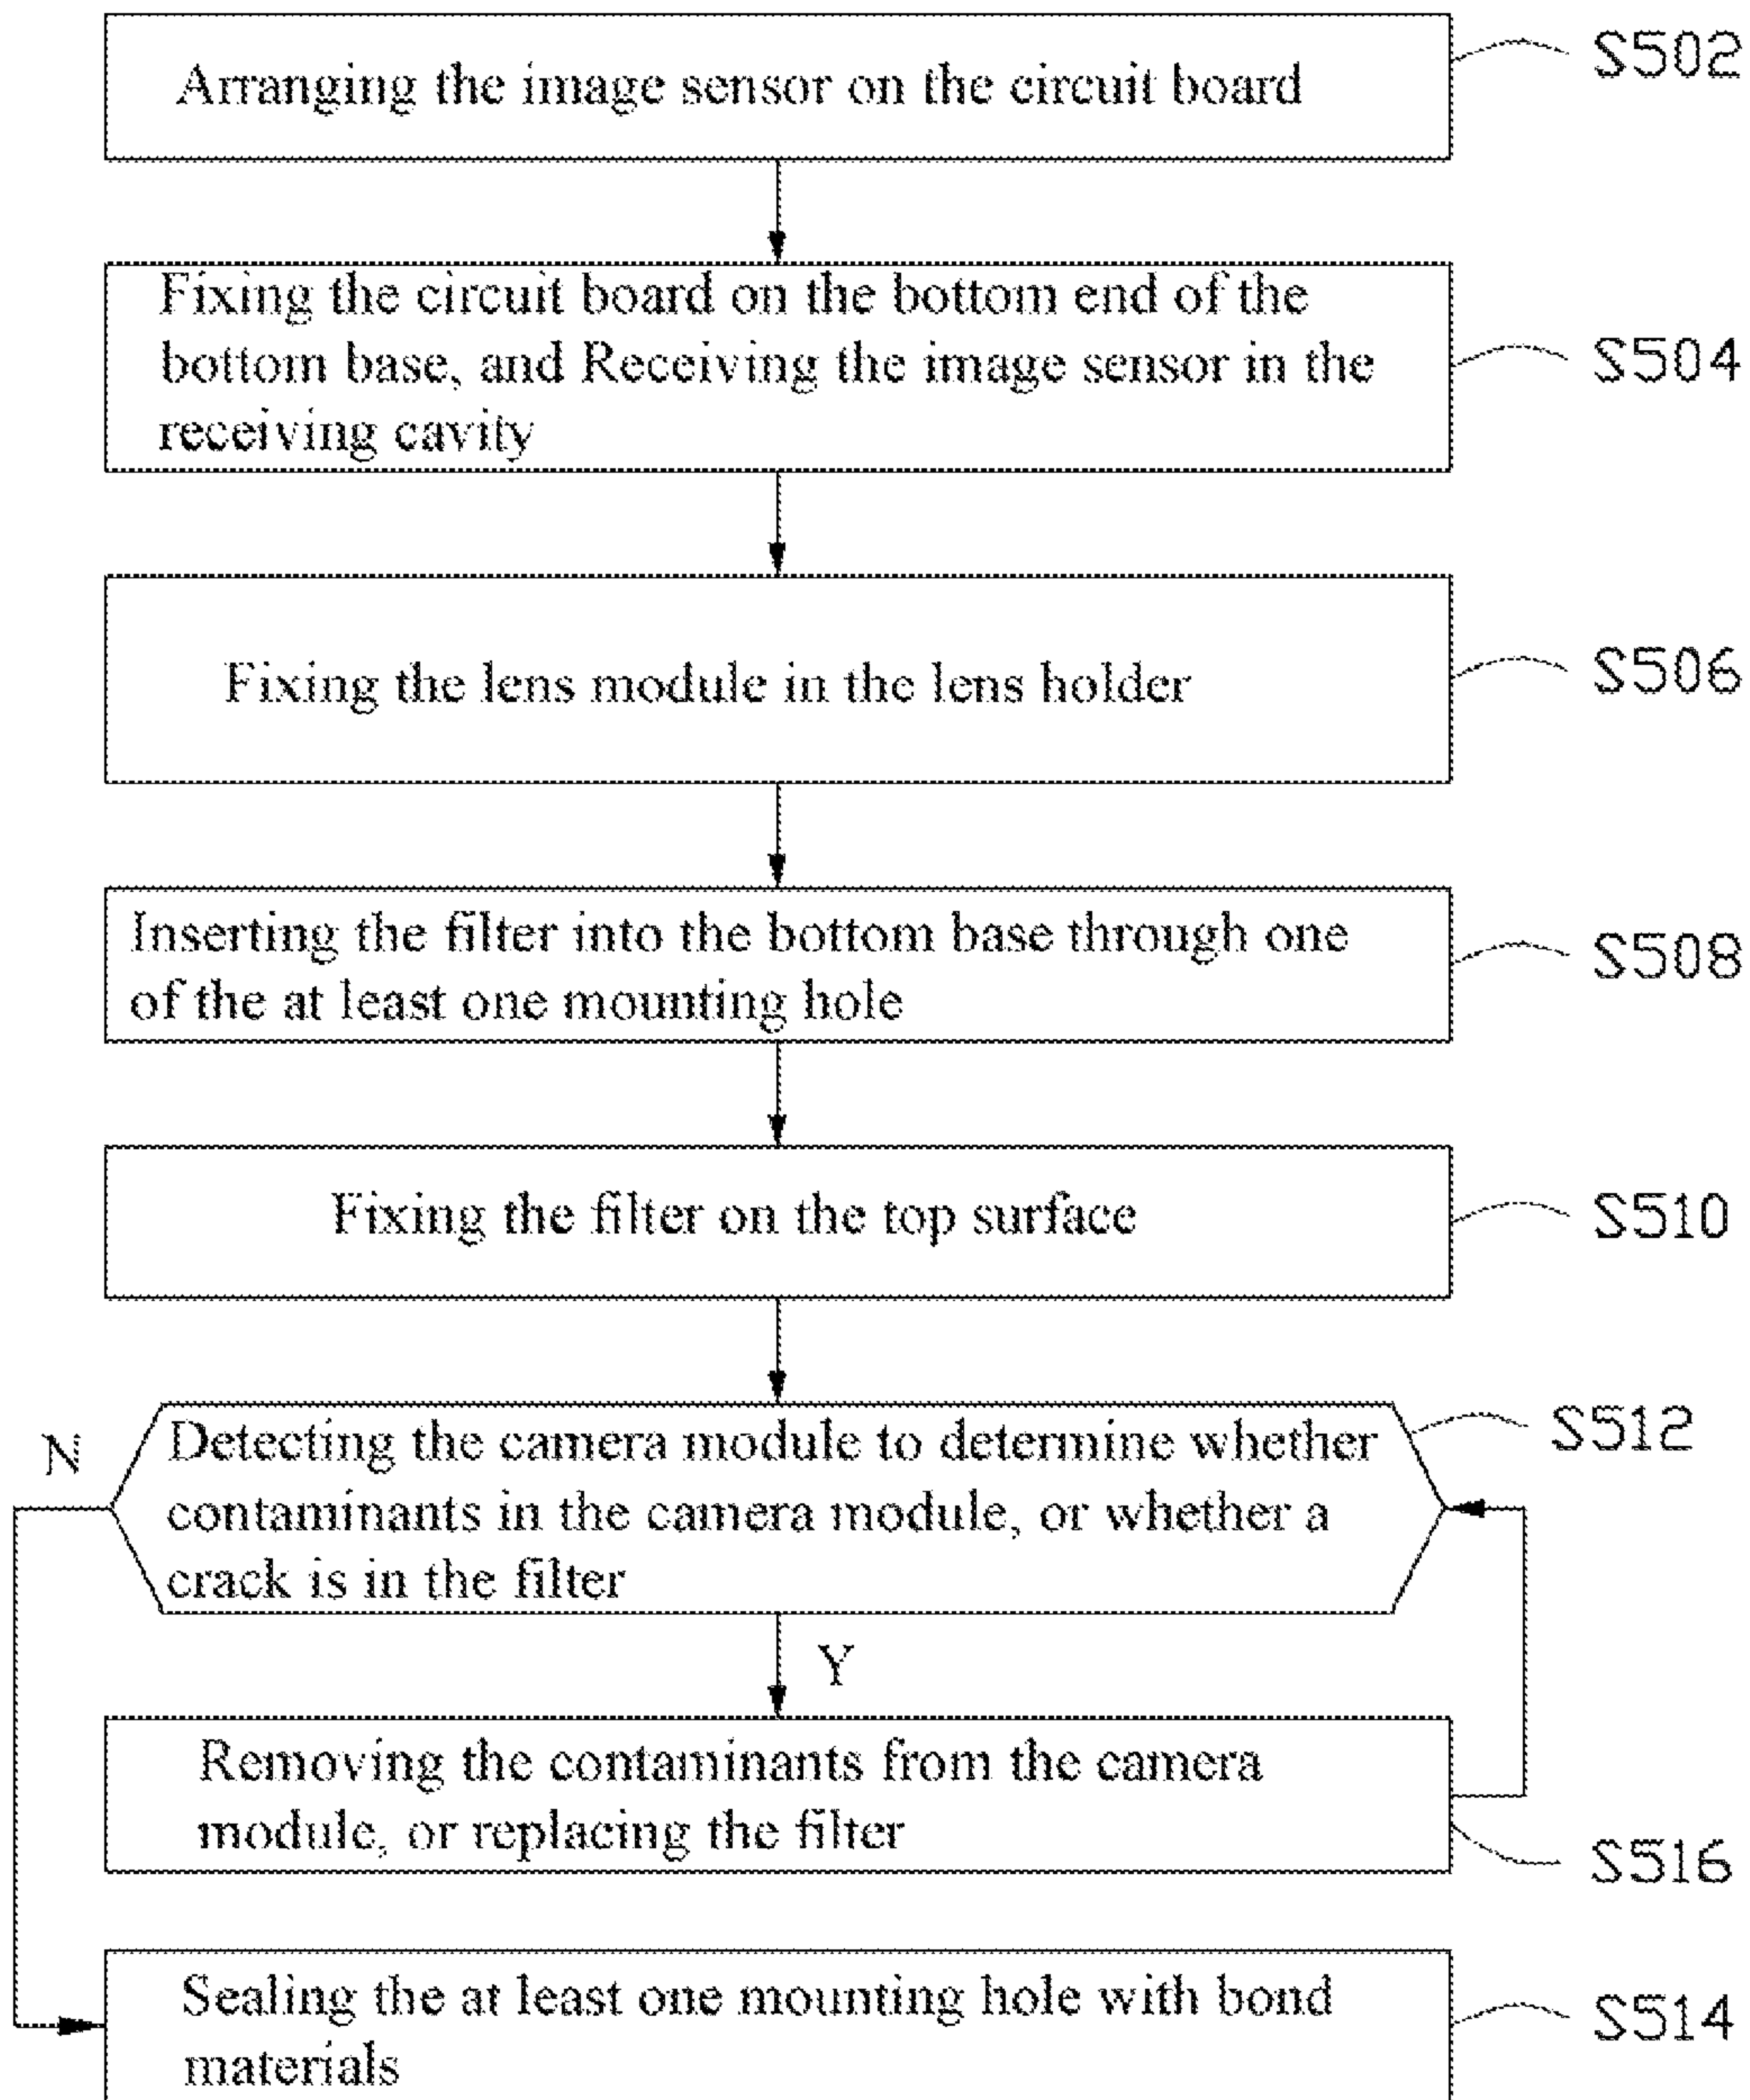 Arranging the image sensor on the circuit board
S502
Fixing the circuit board on the bottom end of the
bottom base, and Receiving the image sensor in the
receiving cavity
S504
Fixing the lens module in the lens holder
S506
Inserting the filter into the bottom base through one
of the at least one mounting hole
S508
Fixing the filter on the top surface
S510
N
Detecting the camera module to determine whether
contaminants in the camera module, or whether a
crack is in the filter
S512
Y
Removing the contaminants from the camera
module, or replacing the filter
S516
Sealing the at least one mounting hole with bond
materials
S514